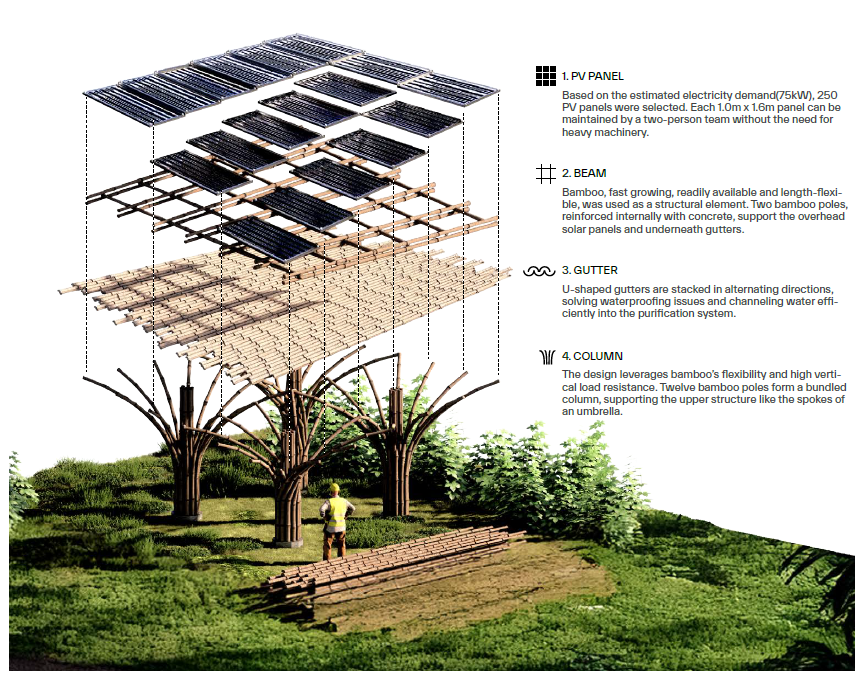 1. PV PANEL
Based on the estimated electricity demand(75kW), 250
PV panels were selected. Each 1.0m x 1.6m panel can be
maintained by a two-person team without the need for
heavy machinery.
2. BEAM
Bamboo, fast growing, readily available and length-flexi-
ble, was used as a structural element. Two bamboo poles,
reinforced internally with concrete, support the overhead
solar panels and underneath gutters.
3. GUTTER
U-shaped gutters are stacked in alternating directions,
solving waterproofing issues and channeling water effi-
ciently into the purification system.
4. COLUMN
The design leverages bamboo's flexibility and high verti-
cal load resistance. Twelve bamboo poles form a bundled
column, supporting the upper structure like the spokes of
an umbrella.